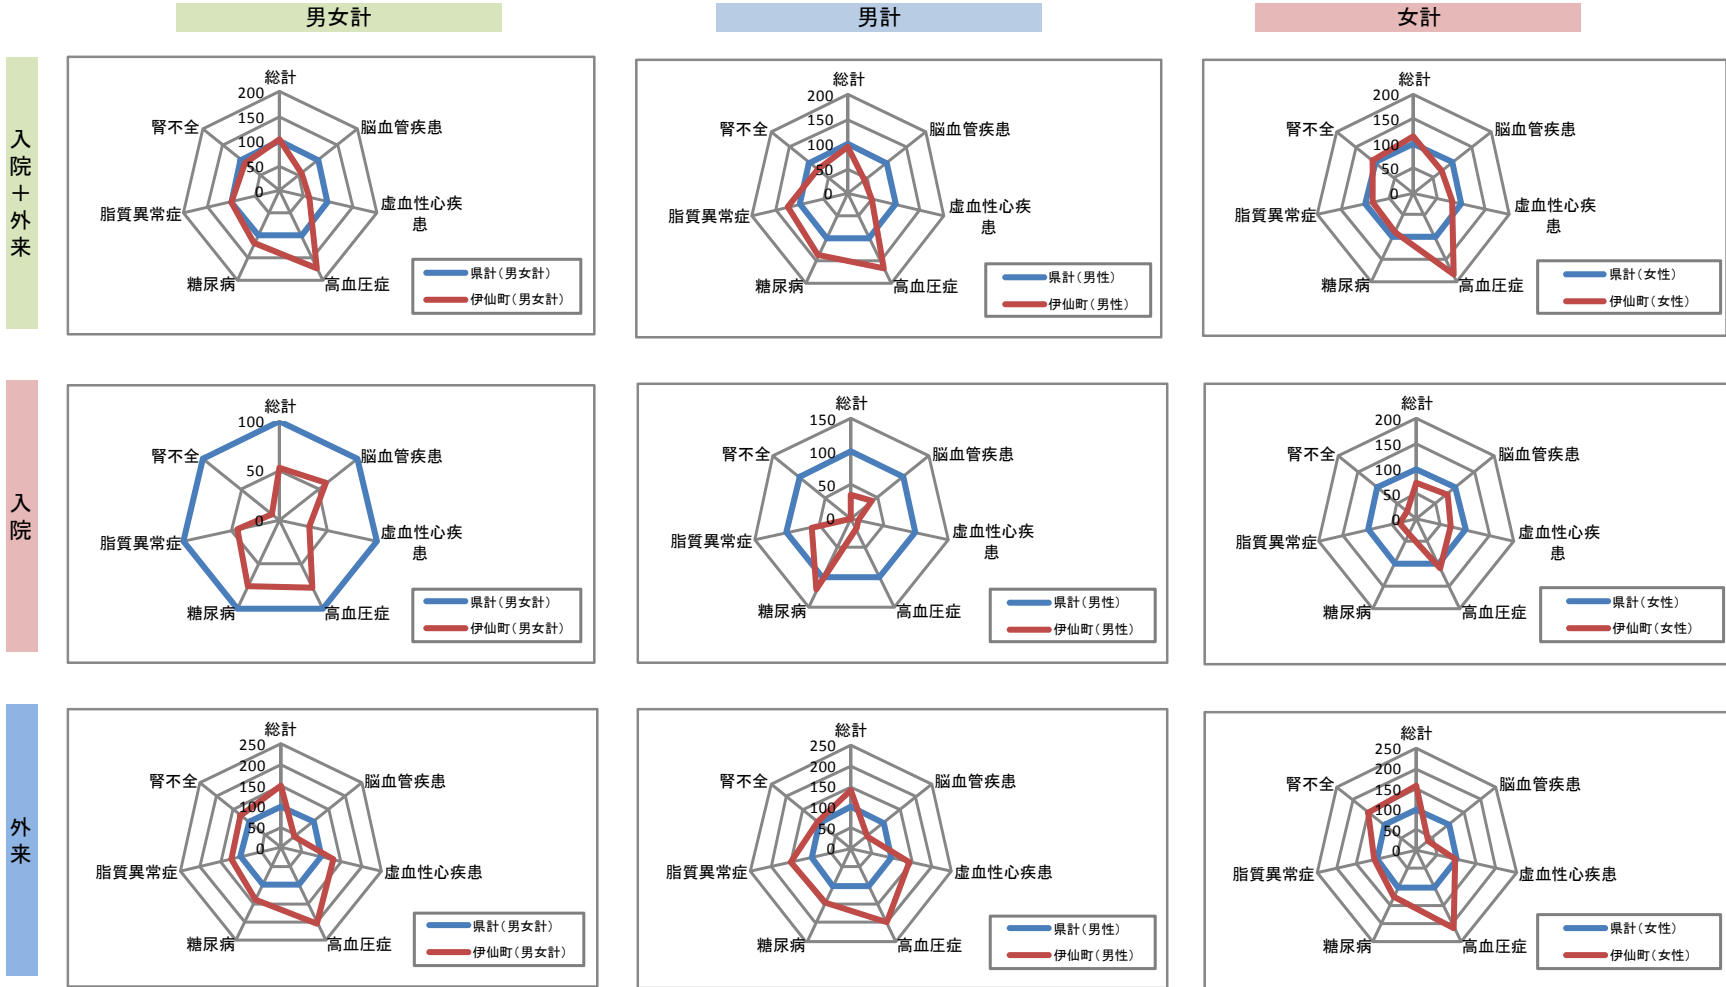 男女計
男計
女計
入院＋外来
総計
200
150
100
50
0
脳血管疾患
虚血性心疾
患
高血圧症
糖尿病
脂質異常症
腎不全
県計(男女計)
伊仙町(男女計)
総計
200
150
100
50
0
脳血管疾患
虚血性心疾
患
高血圧症
糖尿病
脂質異常症
腎不全
県計(男性)
伊仙町(男性)
総計
200
150
100
50
0
脳血管疾患
虚血性心疾
患
高血圧症
糖尿病
脂質異常症
腎不全
県計(女性)
伊仙町(女性)
入院
総計
100
50
0
脳血管疾患
虚血性心疾
患
高血圧症
糖尿病
脂質異常症
腎不全
県計(男女計)
伊仙町(男女計)
総計
150
100
50
0
脳血管疾患
虚血性心疾
患
高血圧症
糖尿病
脂質異常症
腎不全
県計(男性)
伊仙町(男性)
総計
200
150
100
50
0
脳血管疾患
虚血性心疾
患
高血圧症
糖尿病
脂質異常症
腎不全
県計(女性)
伊仙町(女性)
外来
総計
250
200
150
100
50
0
脳血管疾患
虚血性心疾患
高血圧症
糖尿病
脂質異常症
腎不全
県計(男女計)
伊仙町(男女計)
総計
250
200
150
100
50
0
脳血管疾患
虚血性心疾患
高血圧症
糖尿病
脂質異常症
腎不全
県計(男性)
伊仙町(男性)
総計
250
200
150
100
50
0
脳血管疾患
虚血性心疾患
高血圧症
糖尿病
脂質異常症
腎不全
県計(女性)
伊仙町(女性)